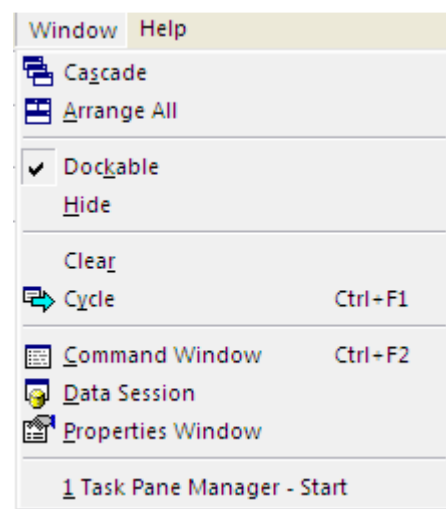 Window Help
Cascade
Arrange All
Dockable
Hide
Clear
Cycle Ctrl+F1
Command Window Ctrl+F2
Data Session
Properties Window
1 Task Pane Manager - Start